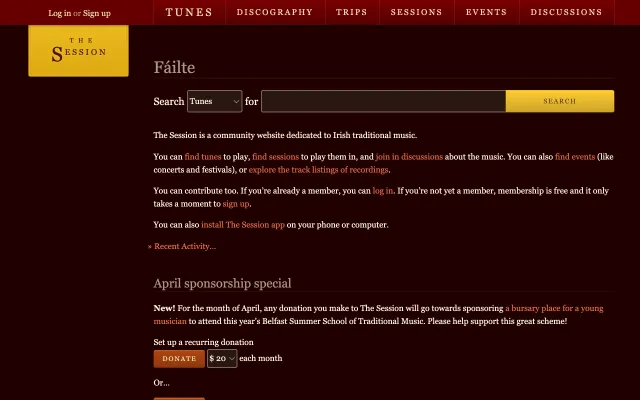 Log in or Sign up
TUNES
DISCOGRAPHY
TRIPS
SESSIONS
EVENTS
DISCUSSIONS
THE
SESSION
Fáilte
Search Tunes for SEARCH
The Session is a community website dedicated to Irish traditional music.
You can find tunes to play, find sessions to play them in, and join in discussions about the music. You can also find events (like
concerts and festivals), or explore the track listings of recordings.
You can contribute too. If you're already a member, you can log in. If you're not yet a member, membership is free and it only
takes a moment to sign up.
You can also install The Session app on your phone or computer.
» Recent Activity...
April sponsorship special
New! For the month of April, any donation you make to The Session will go towards sponsoring a bursary place for a young
musician to attend this year's Belfast Summer School of Traditional Music. Please help support this great scheme!
Set up a recurring donation
DONATE $ 20 each month
Or...